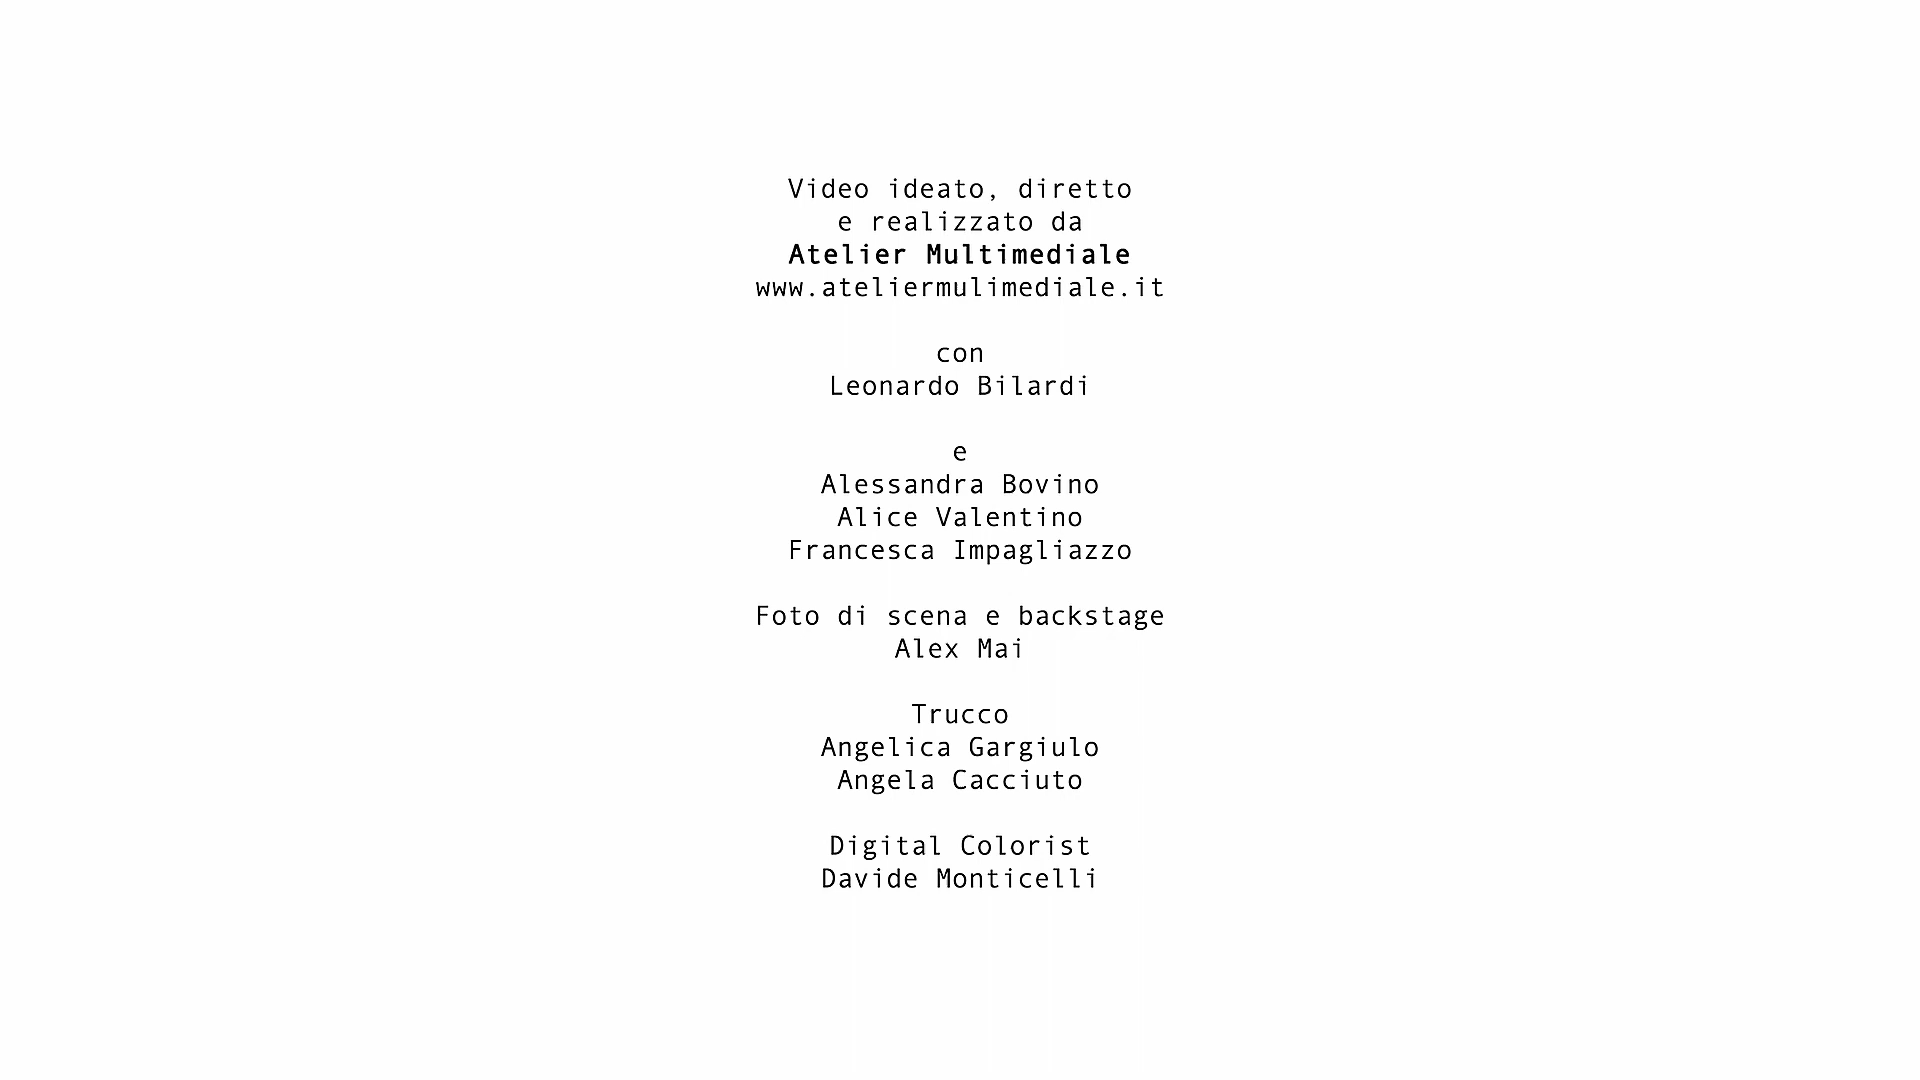 Video ideato, diretto
e realizzato da
Atelier Multimediale
www.ateliermulimediale.it
con
Leonardo Bilardi
e
Alessandra Bovino
Alice Valentino
Francesca Impagliazzo
Foto di scena e backstage
Alex Mai
Trucco
Angelica Gargiulo
Angela Cacciuto
Digital Colorist
Davide Monticelli